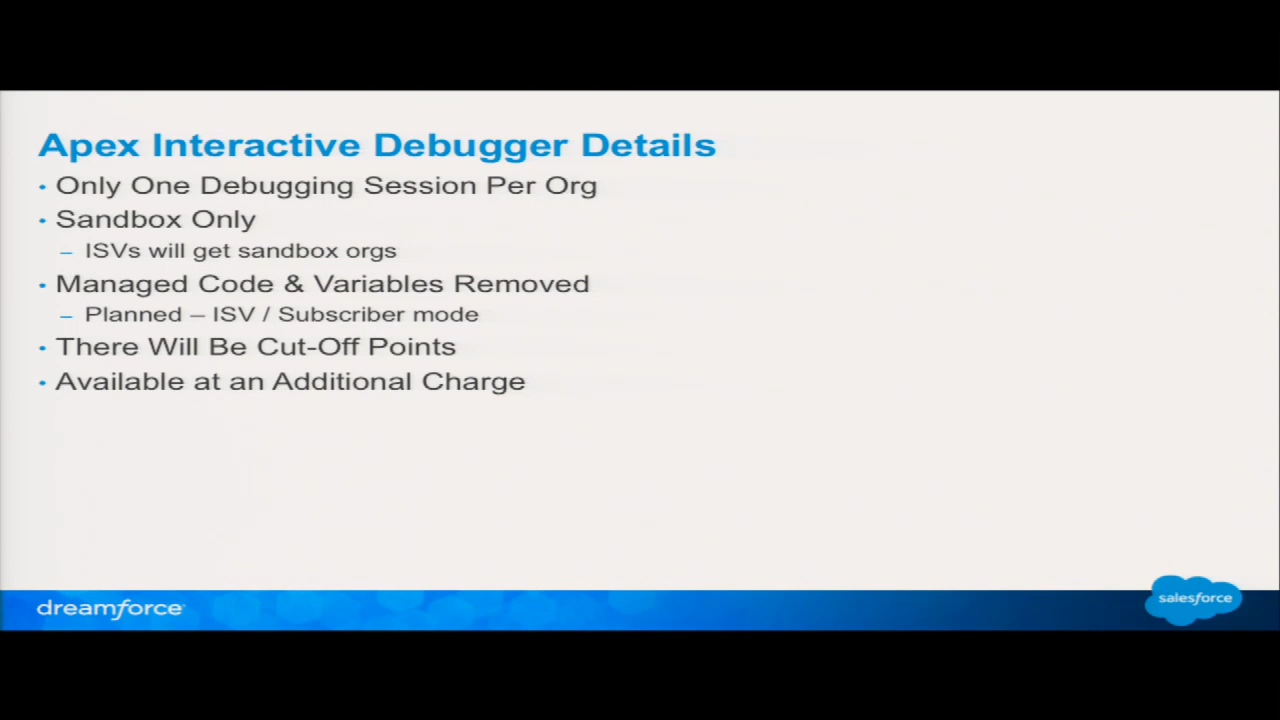 Apex Interactive Debugger Details
• Only One Debugging Session Per Org
• Sandbox Only
– ISVs will get sandbox orgs
• Managed Code & Variables Removed
– Planned – ISV / Subscriber mode
• There Will Be Cut-Off Points
• Available at an Additional Charge
dreamforce
salesforce